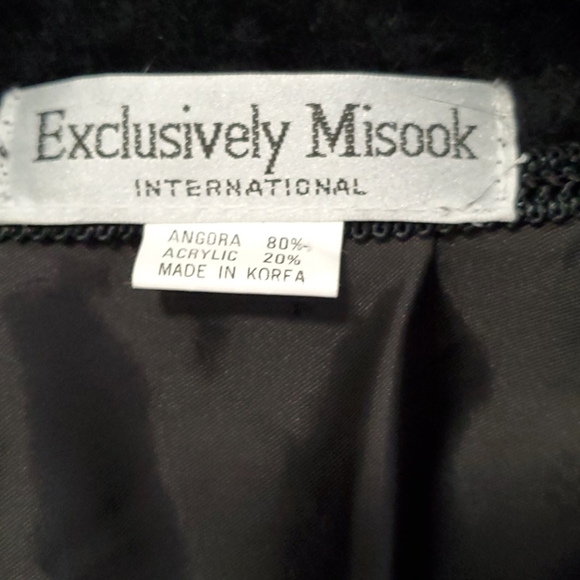 Exclusively Misook
INTERNATIONAL
ANGORA 80%
ACRYLIC 20%
MADE IN KOREA